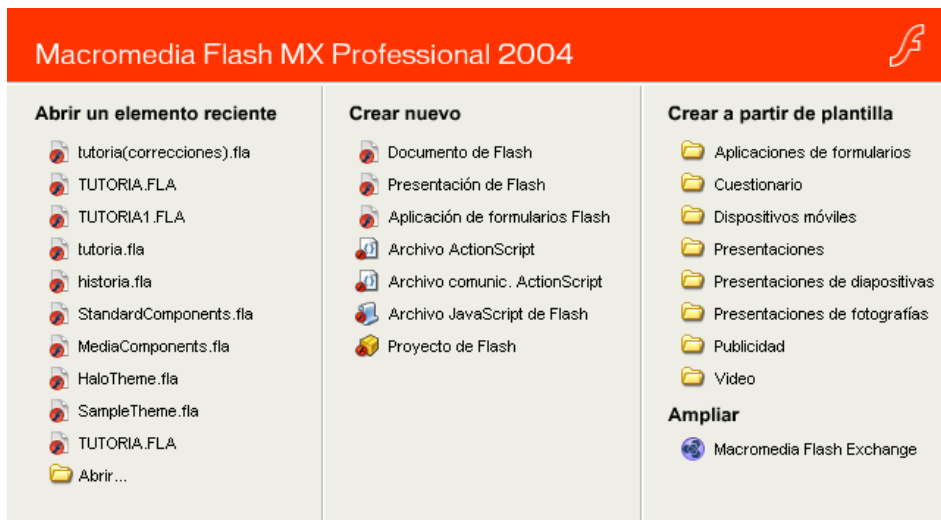 Macromedia Flash MX Professional 2004
Abrir un elemento reciente
tutoria(correcciones).fla
TUTORIA.FLA
TUTORIA1.FLA
tutoria.fla
historia.fla
StandardComponents.fla
MediaComponents.fla
HaloTheme.fla
SampleTheme.fla
TUTORIA.FLA
Abrir...
Crear nuevo
Documento de Flash
Presentación de Flash
Aplicación de formularios Flash
Archivo ActionScript
Archivo comunic. ActionScript
Archivo JavaScript de Flash
Proyecto de Flash
Crear a partir de plantilla
Aplicaciones de formularios
Cuestionario
Dispositivos móviles
Presentaciones
Presentaciones de diapositivas
Presentaciones de fotografías
Publicidad
Video
Ampliar
Macromedia Flash Exchange